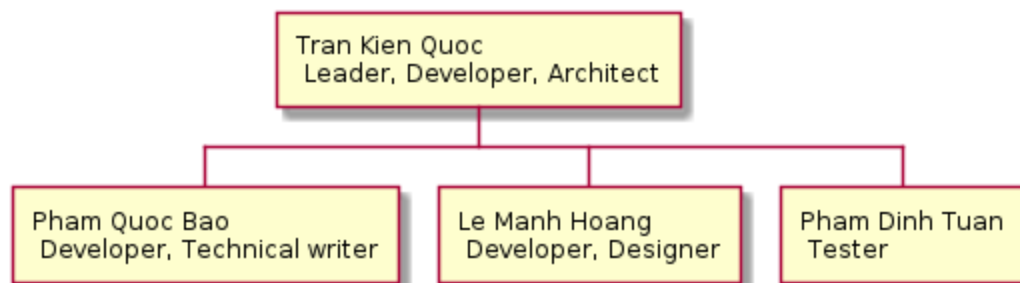 Tran Kien Quoc
Leader, Developer, Architect
Pham Quoc Bao
Developer, Technical writer
Le Manh Hoang
Developer, Designer
Pham Dinh Tuan
Tester